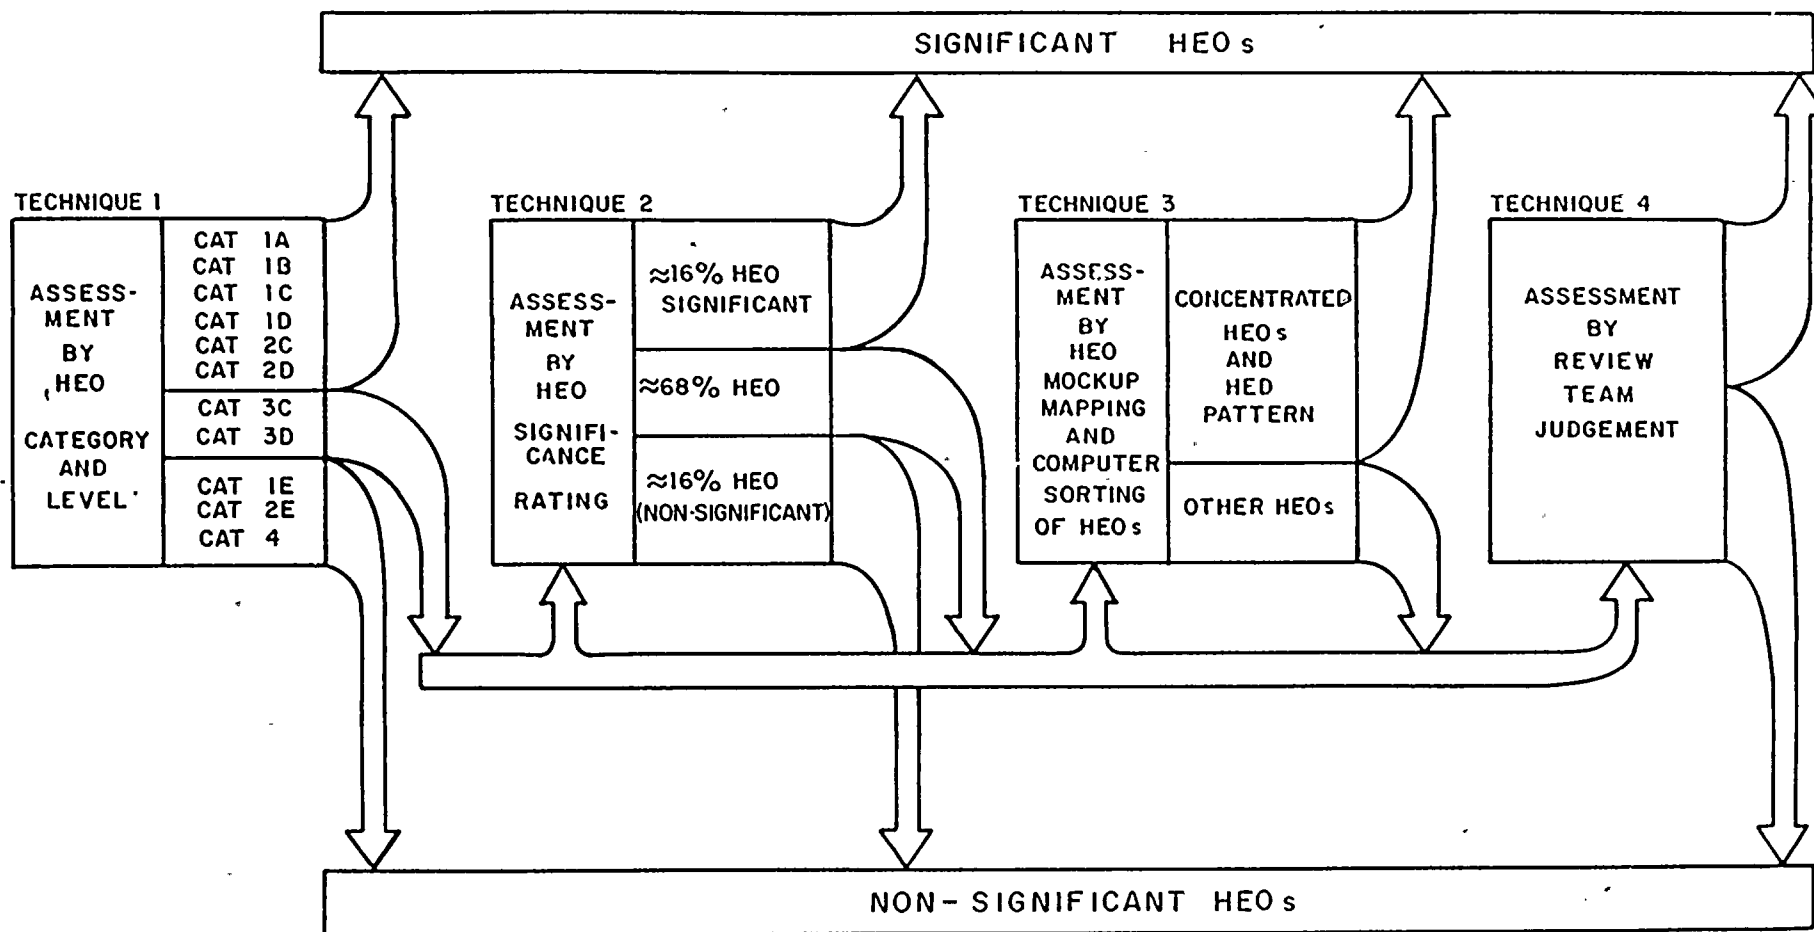 SIGNIFICANT HEOs
TECHNIQUE 1
ASSESS-
MENT
BY
HEO
CATEGORY
AND
LEVEL
CAT 1A
CAT 1B
CAT 1C
CAT 1D
CAT 2C
CAT 2D
CAT 3C
CAT 3D
CAT 1E
CAT 2E
CAT 4
TECHNIQUE 2
ASSESS-
MENT
BY
HEO
SIGNIFI-
CANCE
RATING
≈16% HEO
SIGNIFICANT
≈68% HEO
≈16% HEO
(NON-SIGNIFICANT)
TECHNIQUE 3
ASSESS-
MENT
BY
HEO
MOCKUP
MAPPING
AND
COMPUTER
SORTING
OF HEOs
CONCENTRATED
HEOs
AND
HED
PATTERN
OTHER HEOs
TECHNIQUE 4
ASSESSMENT
BY
REVIEW
TEAM
JUDGEMENT
NON-SIGNIFICANT HEOs